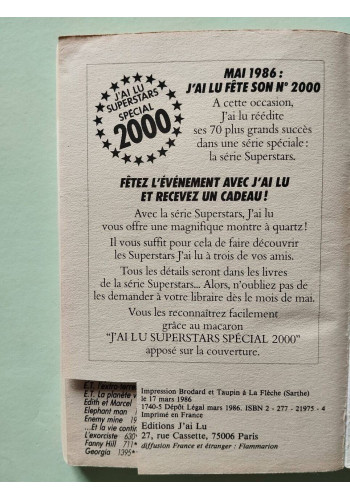 J'AI LU
SUPERSTARS
SPÉCIAL
2000
MAI 1986 :
J'AI LU FÊTE SON N° 2000
A cette occasion,
J'ai lu réédite
ses 70 plus grands succès
dans une série spéciale :
la série Superstars.
FÊTEZ L'ÉVÉNEMENT AVEC J'AI LU
ET RECEVEZ UN CADEAU !
Avec la série Superstars, J'ai lu
vous offre une magnifique montre à quartz !
Il vous suffit pour cela de faire découvrir
les Superstars J'ai lu à trois de vos amis.
Tous les détails seront dans les livres
de la série Superstars... Alors, n'oubliez pas de
les demander à votre libraire dès le mois de mai.
Vous les reconnaîtrez facilement
grâce au macaron
"J'AI LU SUPERSTARS SPÉCIAL 2000"
apposé sur la couverture.
E.T. l'extra-terre
E.T. La planète v
Edith et Marcel
Elephant man
Enemy mine
...Et la vie contin
L'exorciste 630
Fanny Hill 711
Georgia 1395
Impression Brodard et Taupin à La Flèche (Sarthe)
le 17 mars 1986
1740-5 Dépôt Légal mars 1986. ISBN 2 - 277 - 21975 - 4
Imprimé en France
Editions J'ai Lu
27, rue Cassette, 75006 Paris
diffusion France et étranger : Flammarion